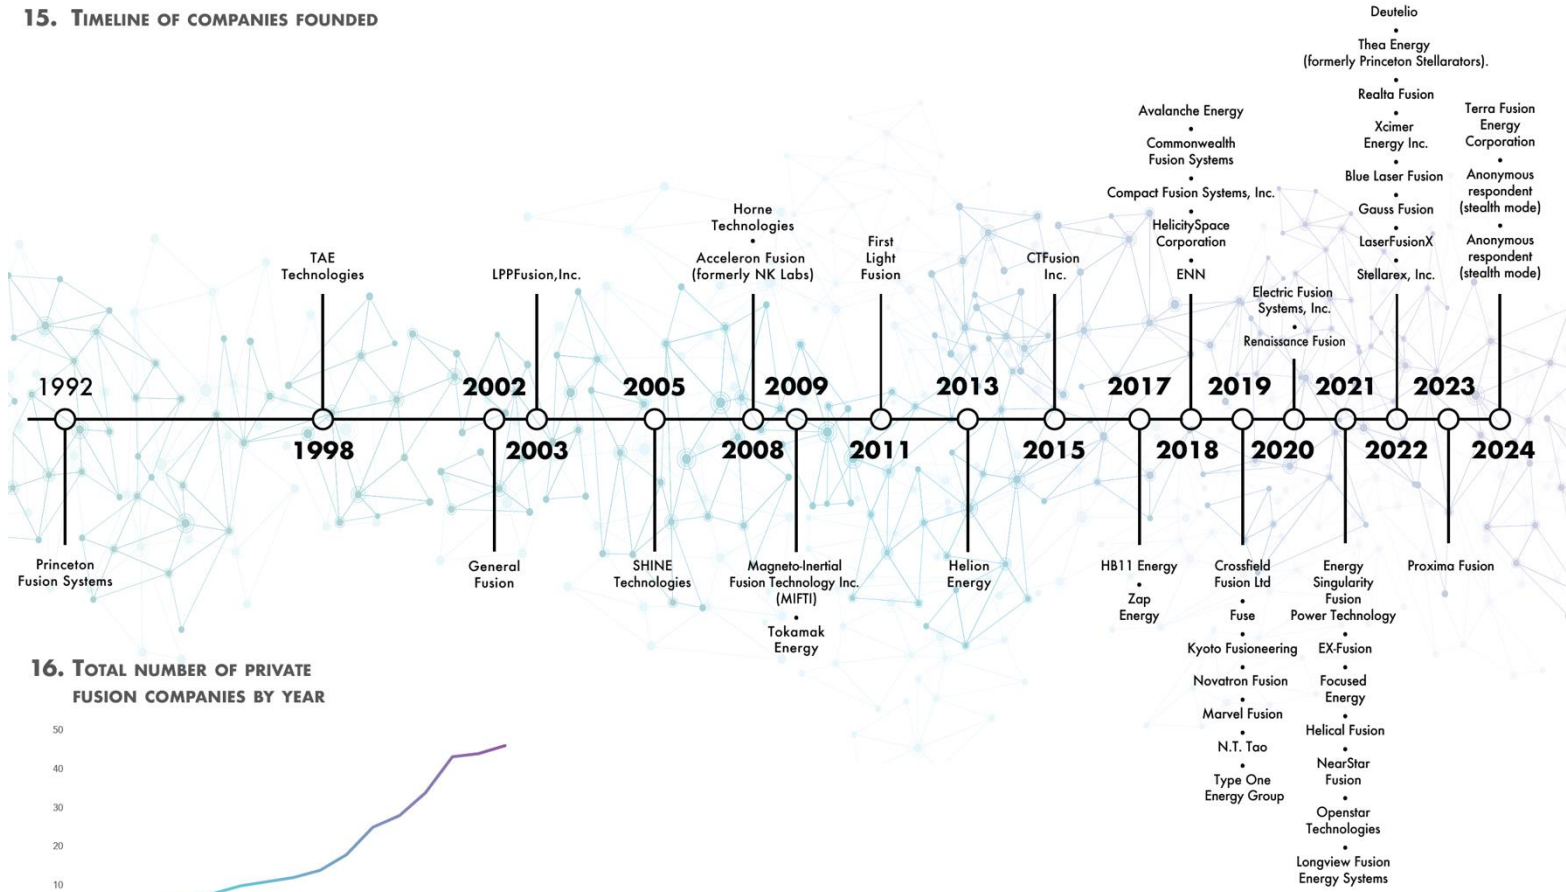 15. TIMELINE OF COMPANIES FOUNDED
Deutelio
•
Thea Energy
(formerly Princeton Stellarators).
•
Realta Fusion
•
Xcimer
Energy Inc.
•
Blue Laser Fusion
•
Gauss Fusion
•
LaserFusionX
•
Stellarex, Inc.
Terra Fusion
Energy
Corporation
•
Anonymous
respondent
(stealth mode)
•
Anonymous
respondent
(stealth mode)
Avalanche Energy
•
Commonwealth
Fusion Systems
•
Compact Fusion Systems, Inc.
•
HelicitySpace
Corporation
•
ENN
Horne
Technologies
•
Acceleron Fusion
(formerly NK Labs)
TAE
Technologies
LPPFusion,Inc.
First
Light
Fusion
CTFusion
Inc.
•
Electric Fusion
Systems, Inc.
•
Renaissance Fusion
1992
2002
2005
2009
2013
2017
2019
2021
2023
1998
2003
2008
2011
2015
2018
2020
2022
2024
Princeton
Fusion Systems
General
Fusion
SHINE
Technologies
Magneto-Inertial
Fusion Technology Inc.
(MIFTI)
•
Tokamak
Energy
Helion
Energy
HB11 Energy
•
Zap
Energy
Crossfield
Fusion Ltd
•
Fuse
•
Kyoto Fusioneering
•
Novatron Fusion
•
Marvel Fusion
•
N.T. Tao
•
Type One
Energy Group
Energy
Singularity
Fusion
Power Technology
•
EX-Fusion
•
Focused
Energy
•
Helical Fusion
•
NearStar
Fusion
•
Openstar
Technologies
•
Longview Fusion
Energy Systems
Proxima Fusion
16. TOTAL NUMBER OF PRIVATE
FUSION COMPANIES BY YEAR
50
40
30
20
10